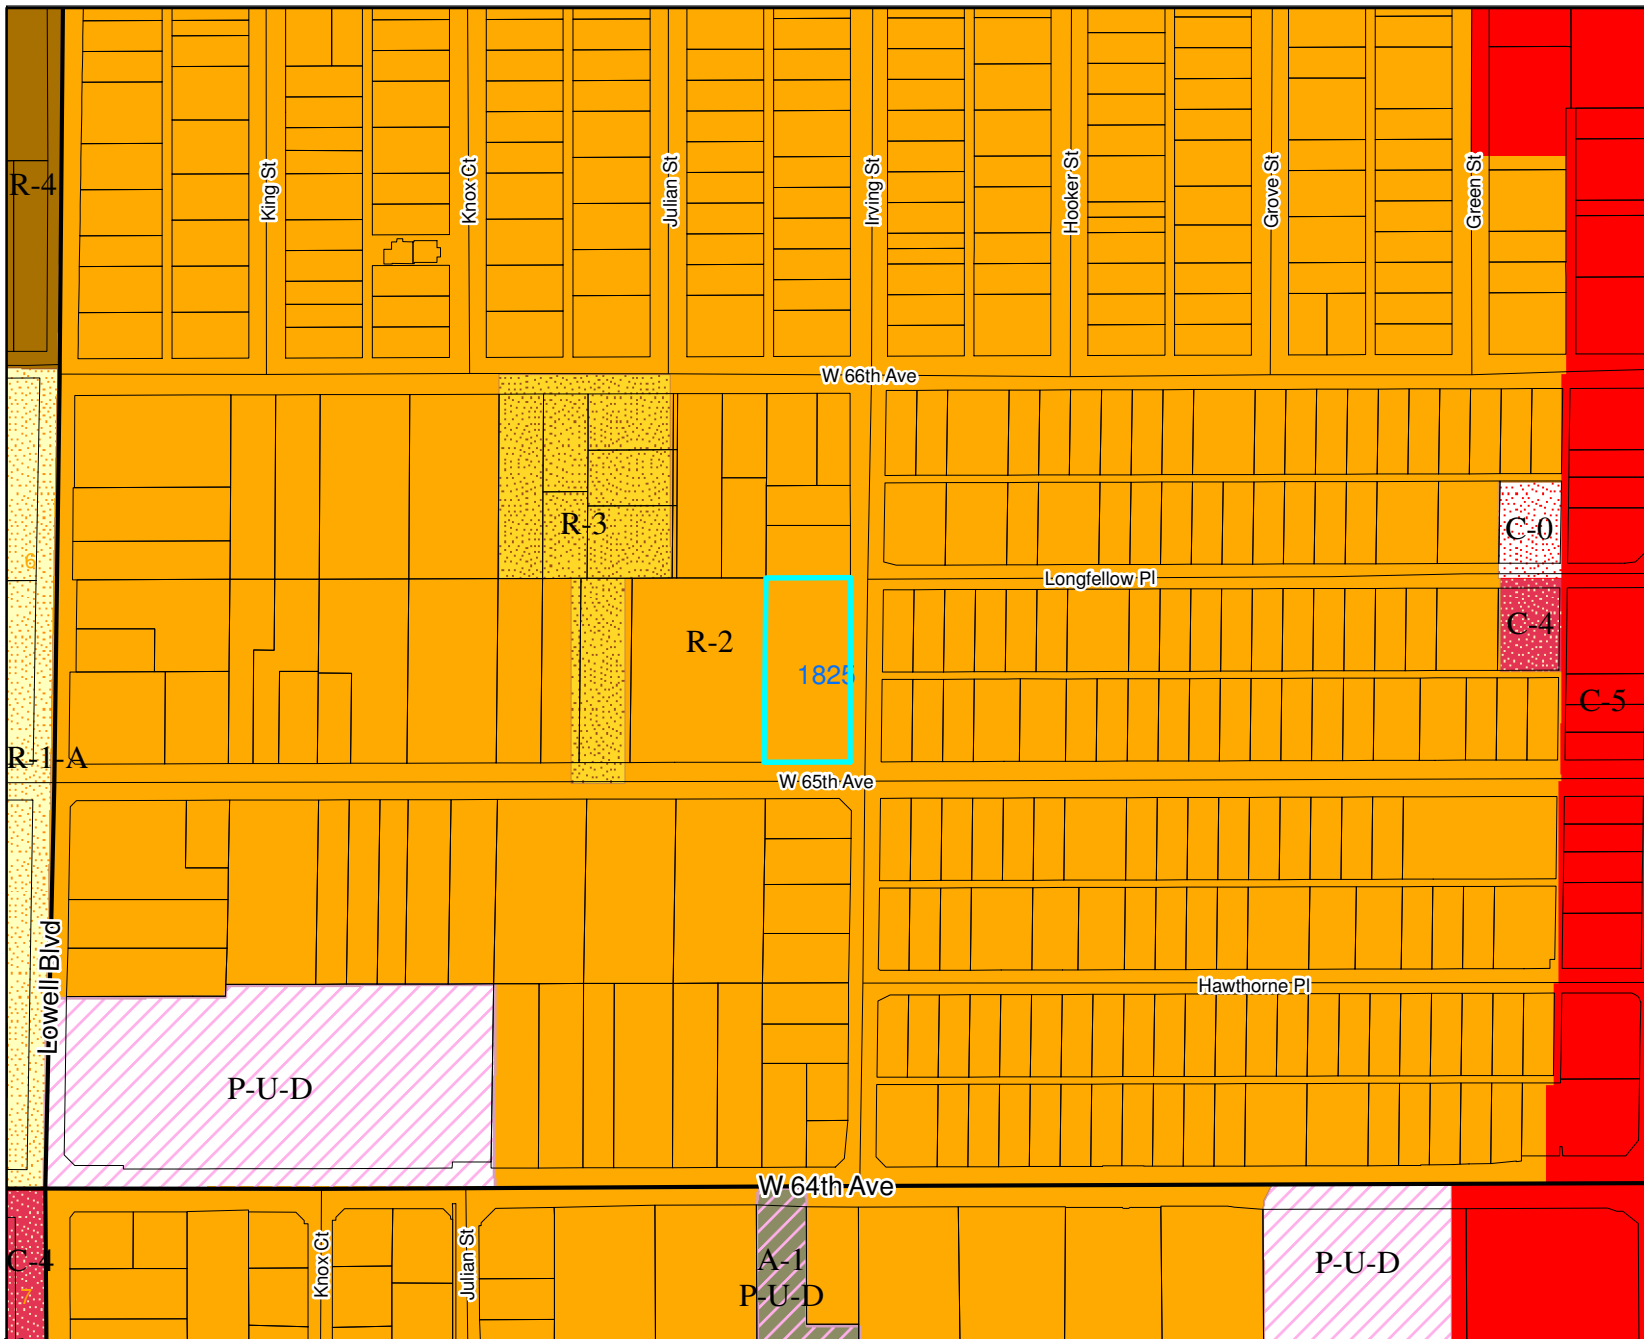 R-4
King St
Knox Ct
Julian St
Irving St
Hooker St
Grove St
Green St
W 66th Ave
R-3
C-0
6
Longfellow Pl
C-4
R-2
1825
C-5
R-1-A
W 65th Ave
Lowell Blvd
Hawthorne Pl
P-U-D
W 64th Ave
C-4
7
Knox Ct
Julian St
A-1
P-U-D
P-U-D